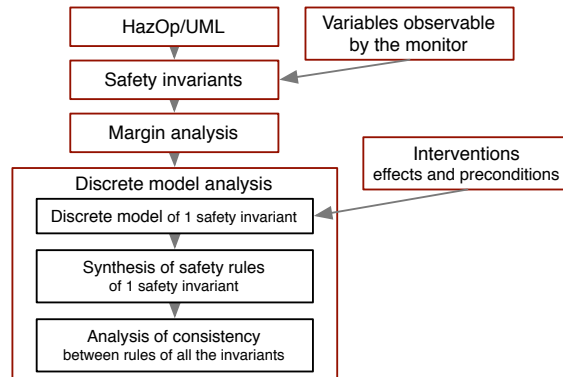 HazOp/UML
Variables observable
by the monitor
Safety invariants
Margin analysis
Interventions
effects and preconditions
Discrete model analysis
Discrete model of 1 safety invariant
Synthesis of safety rules
of 1 safety invariant
Analysis of consistency
between rules of all the invariants